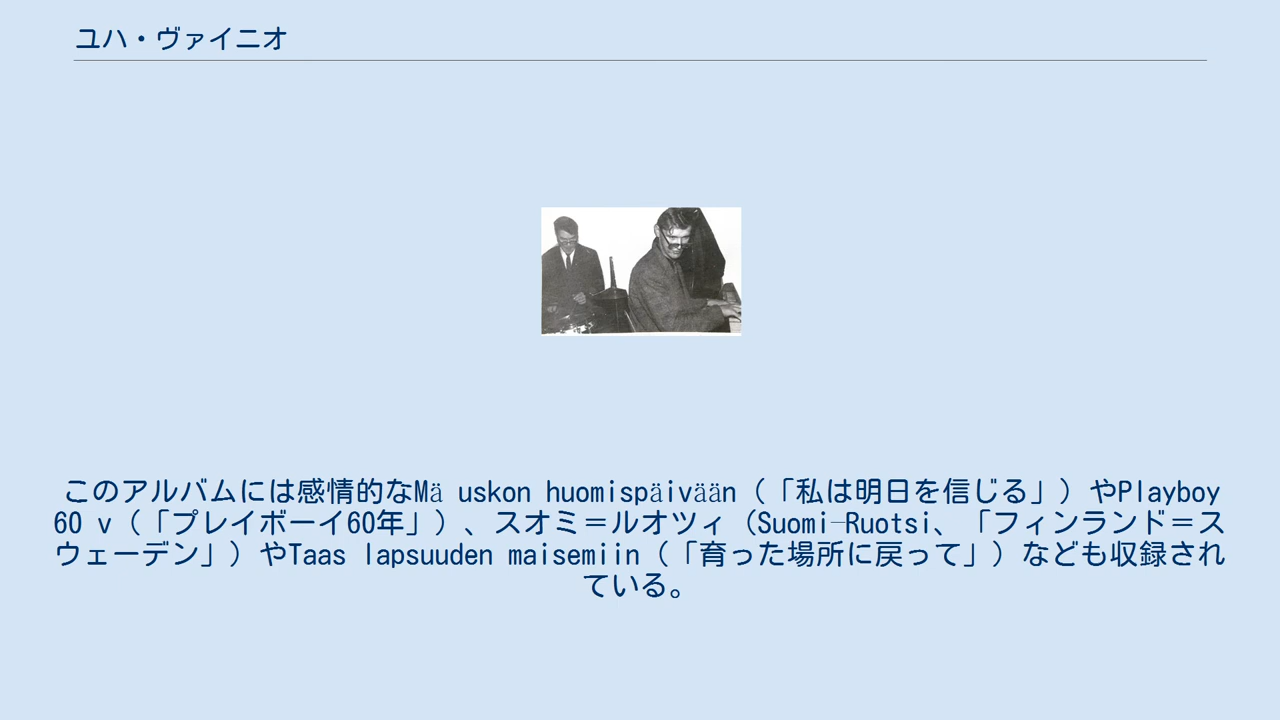 ユハ・ヴァイニオ
このアルバムには感情的なMä uskon huomispäivään（「私は明日を信じる」）やPlayboy
60 v（「プレイボーイ60年」）、スオミ＝ルオツィ（Suomi–Ruotsi、「フィンランド＝ス
ウェーデン」）やTaas lapsuuden maisemiin（「育った場所に戻って」）なども収録され
ている。